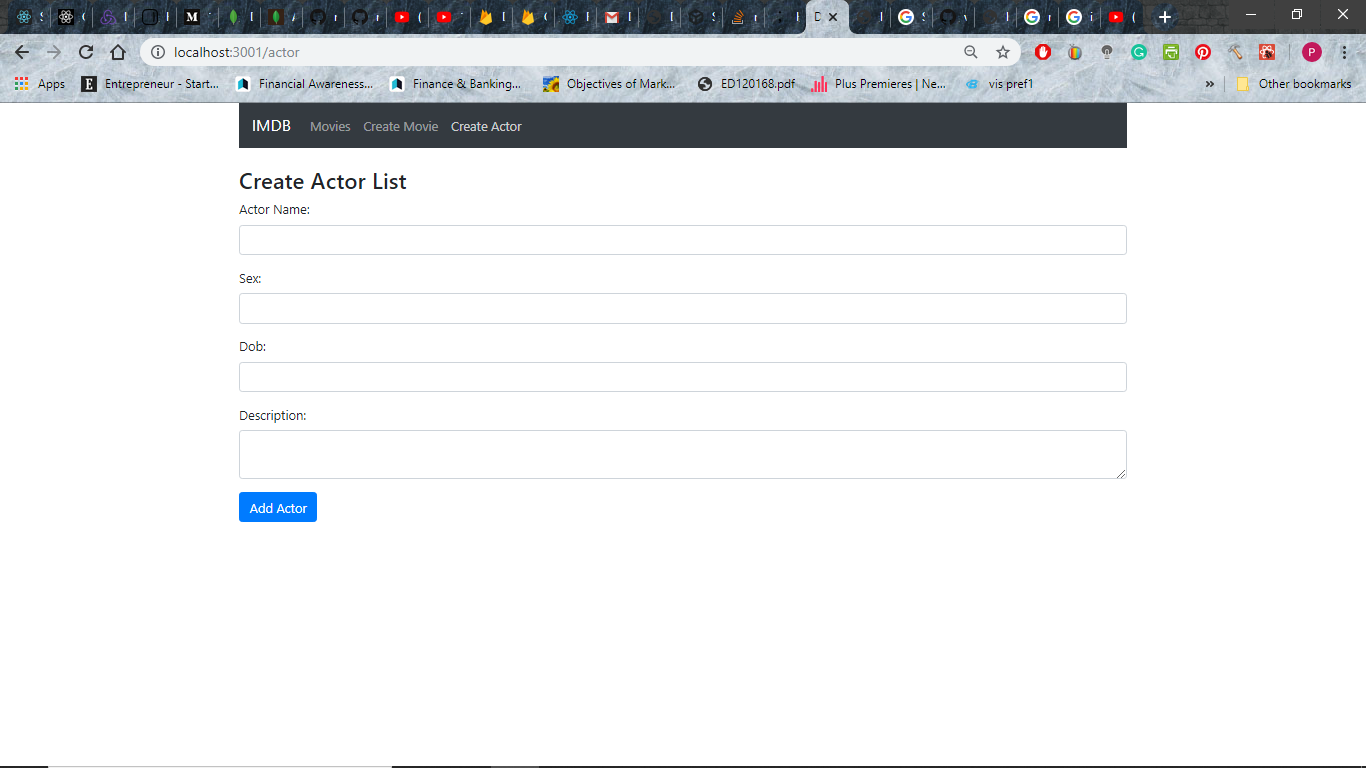 localhost:3001/actor
Apps Entrepreneur - Start... Financial Awareness... Finance & Banking... Objectives of Mark... ED120168.pdf Plus Premieres | Ne... vis pref1 » Other bookmarks
IMDB Movies Create Movie Create Actor
Create Actor List
Actor Name:
Sex:
Dob:
Description:
Add Actor